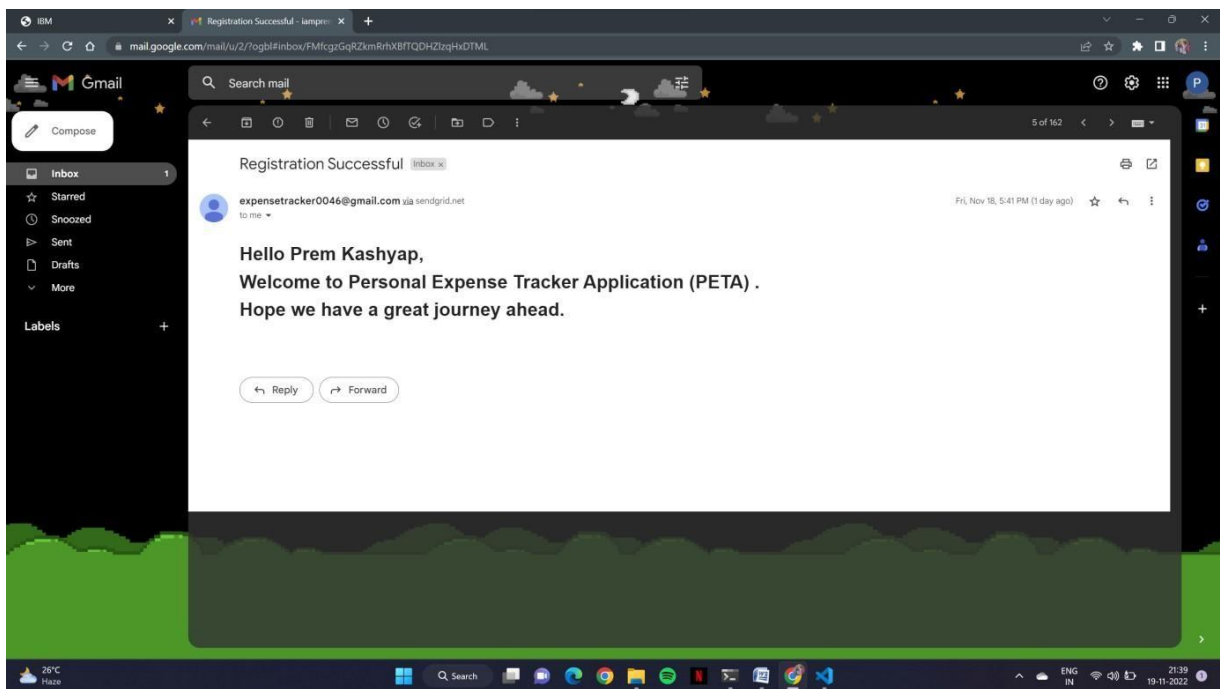 IBM
Registration Successful - iampre
mail.google.com/mail/u/2/?ogbl#inbox/FMfcgzGqRZkmRrhXBfTQDHZlzqHxDTML
Gmail
Search mail
P
Compose
5 of 162
Inbox 1
Starred
Snoozed
Sent
Drafts
More
Labels
Registration Successful Inbox x
expensetracker0046@gmail.com via sendgrid.net
Fri, Nov 18, 5:41 PM (1 day ago)
to me
Hello Prem Kashyap,
Welcome to Personal Expense Tracker Application (PETA) .
Hope we have a great journey ahead.
Reply
Forward
26°C
Haze
Search
ENG
IN
21:39
19-11-2022